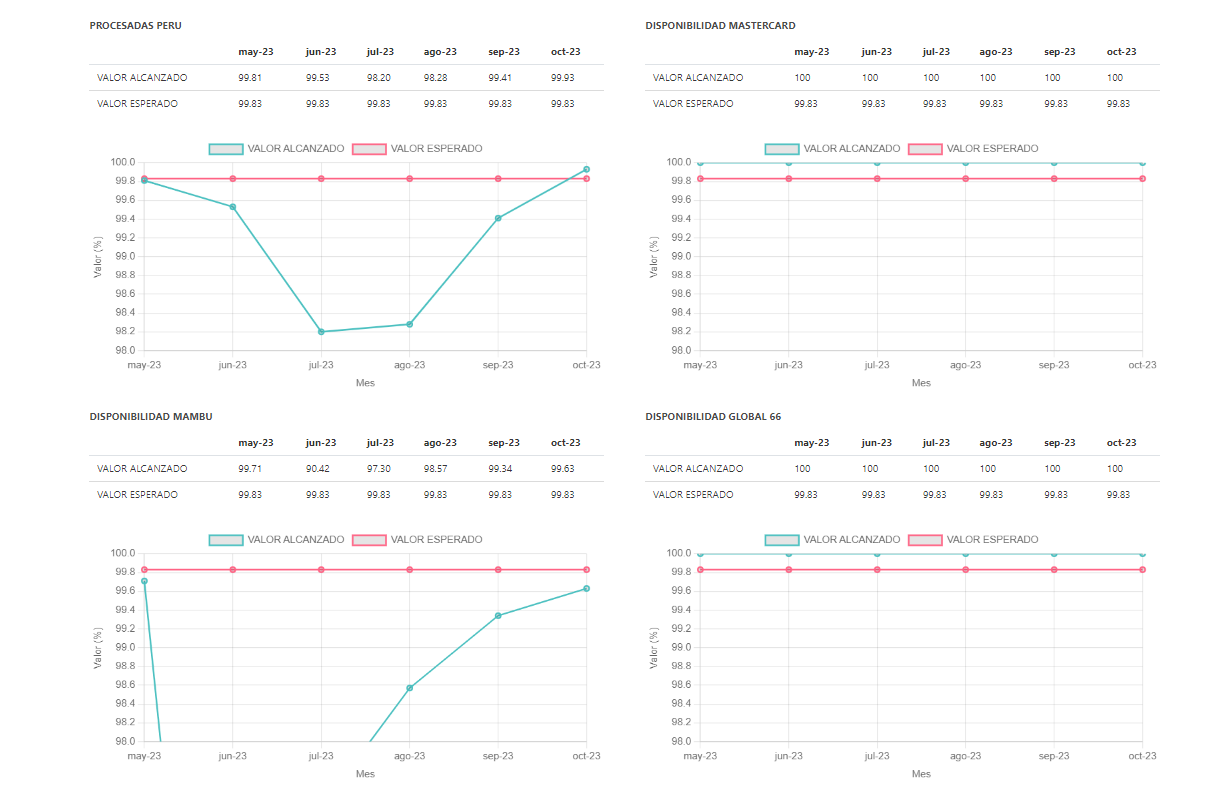 PROCESADAS PERU
may-23 jun-23 jul-23 ago-23 sep-23 oct-23
VALOR ALCANZADO 99.81 99.53 98.20 98.28 99.41 99.93
VALOR ESPERADO 99.83 99.83 99.83 99.83 99.83 99.83
VALOR ALCANZADO VALOR ESPERADO
100.0
99.8
99.6
99.4
99.2
99.0
98.8
98.6
98.4
98.2
98.0
Valor (%)
may-23 jun-23 jul-23 ago-23 sep-23 oct-23
Mes
DISPONIBILIDAD MASTERCARD
may-23 jun-23 jul-23 ago-23 sep-23 oct-23
VALOR ALCANZADO 100 100 100 100 100 100
VALOR ESPERADO 99.83 99.83 99.83 99.83 99.83 99.83
VALOR ALCANZADO VALOR ESPERADO
100.0
99.8
99.6
99.4
99.2
99.0
98.8
98.6
98.4
98.2
98.0
Valor (%)
may-23 jun-23 jul-23 ago-23 sep-23 oct-23
Mes
DISPONIBILIDAD MAMBU
may-23 jun-23 jul-23 ago-23 sep-23 oct-23
VALOR ALCANZADO 99.71 90.42 97.30 98.57 99.34 99.63
VALOR ESPERADO 99.83 99.83 99.83 99.83 99.83 99.83
VALOR ALCANZADO VALOR ESPERADO
100.0
99.8
99.6
99.4
99.2
99.0
98.8
98.6
98.4
98.2
98.0
Valor (%)
may-23 jun-23 jul-23 ago-23 sep-23 oct-23
Mes
DISPONIBILIDAD GLOBAL 66
may-23 jun-23 jul-23 ago-23 sep-23 oct-23
VALOR ALCANZADO 100 100 100 100 100 100
VALOR ESPERADO 99.83 99.83 99.83 99.83 99.83 99.83
VALOR ALCANZADO VALOR ESPERADO
100.0
99.8
99.6
99.4
99.2
99.0
98.8
98.6
98.4
98.2
98.0
Valor (%)
may-23 jun-23 jul-23 ago-23 sep-23 oct-23
Mes